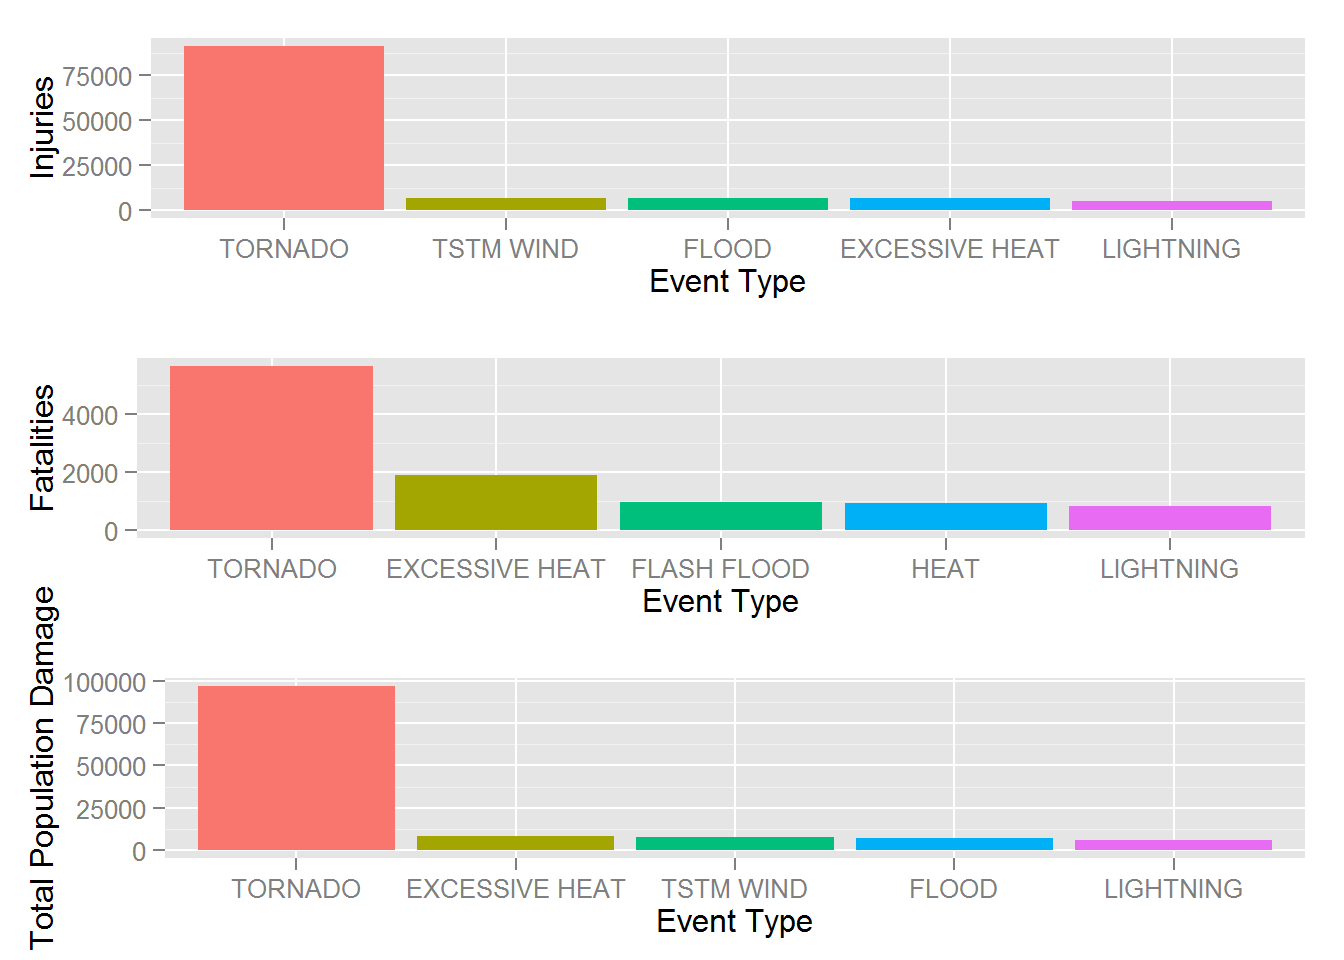 Injuries
75000
50000
25000
0
TORNADO TSTM WIND FLOOD EXCESSIVE HEAT LIGHTNING
Event Type
Fatalities
4000
2000
0
TORNADO EXCESSIVE HEAT FLASH FLOOD HEAT LIGHTNING
Event Type
Total Population Damage
100000
75000
50000
25000
0
TORNADO EXCESSIVE HEAT TSTM WIND FLOOD LIGHTNING
Event Type